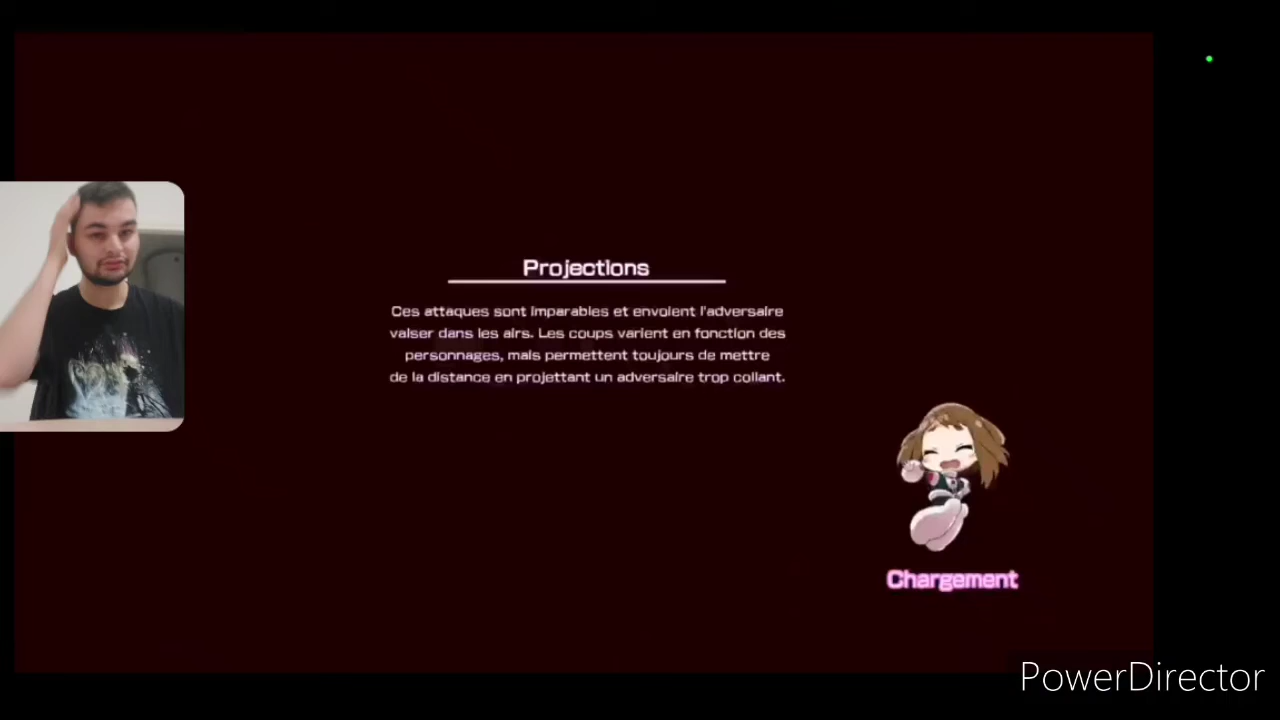 Projections
Ces attaques sont imparables et envoient l'adversaire
valser dans les airs. Les coups varient en fonction des
personnages, mais permettent toujours de mettre
de la distance en projettant un adversaire trop collant.
Chargement
PowerDirector